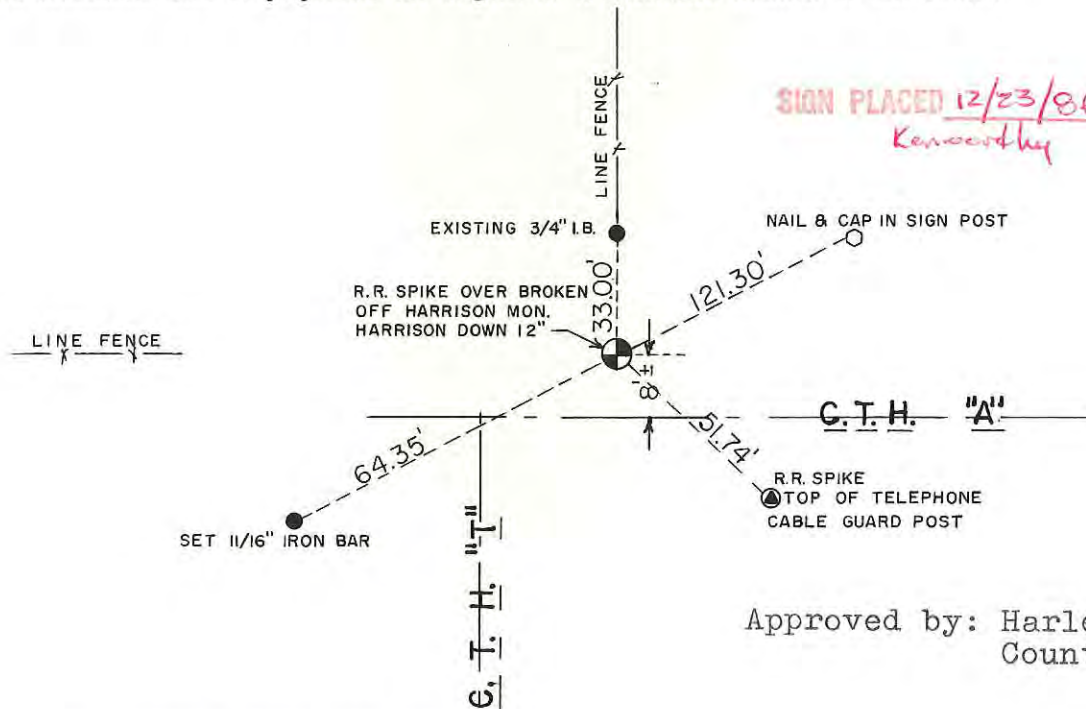 LINE FENCE
SIGN PLACED 12/23/8
Kenworthy
EXISTING 3/4" I.B.
NAIL & CAP IN SIGN POST
33.00'
121.30'
R.R. SPIKE OVER BROKEN
OFF HARRISON MON.
HARRISON DOWN 12"
LINE FENCE
8'±
C.T.H. "A"
64.35'
51.74'
R.R. SPIKE
TOP OF TELEPHONE
CABLE GUARD POST
SET 11/16" IRON BAR
C. T. H. "T"
Approved by: Harle
Coun